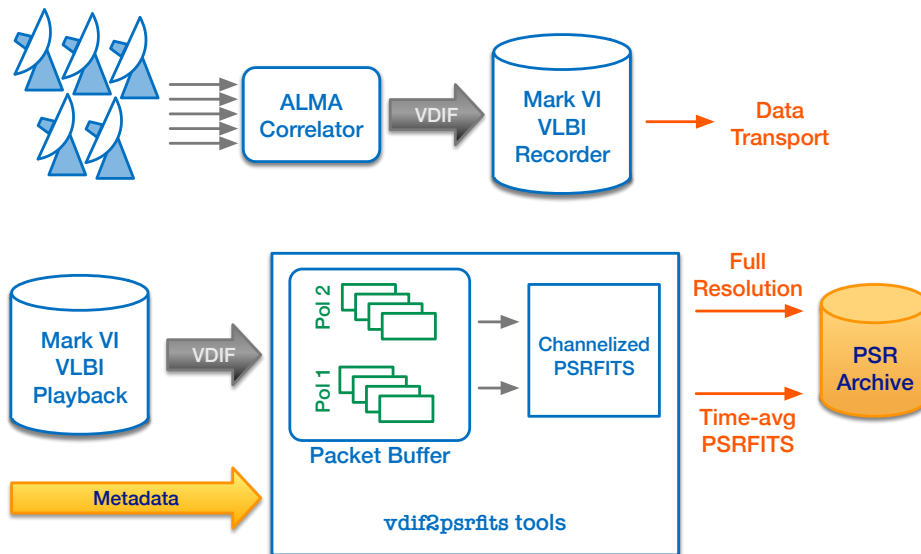 ALMA
Correlator
VDIF
Mark VI
VLBI
Recorder
Data
Transport
Mark VI
VLBI
Playback
VDIF
Metadata
Pol 2
Pol 1
Packet Buffer
Channelized
PSRFITS
vdif2psrfits tools
Full
Resolution
Time-avg
PSRFITS
PSR
Archive